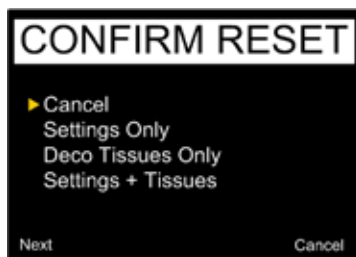 CONFIRM RESET
Cancel
Settings Only
Deco Tissues Only
Settings + Tissues
Next Cancel